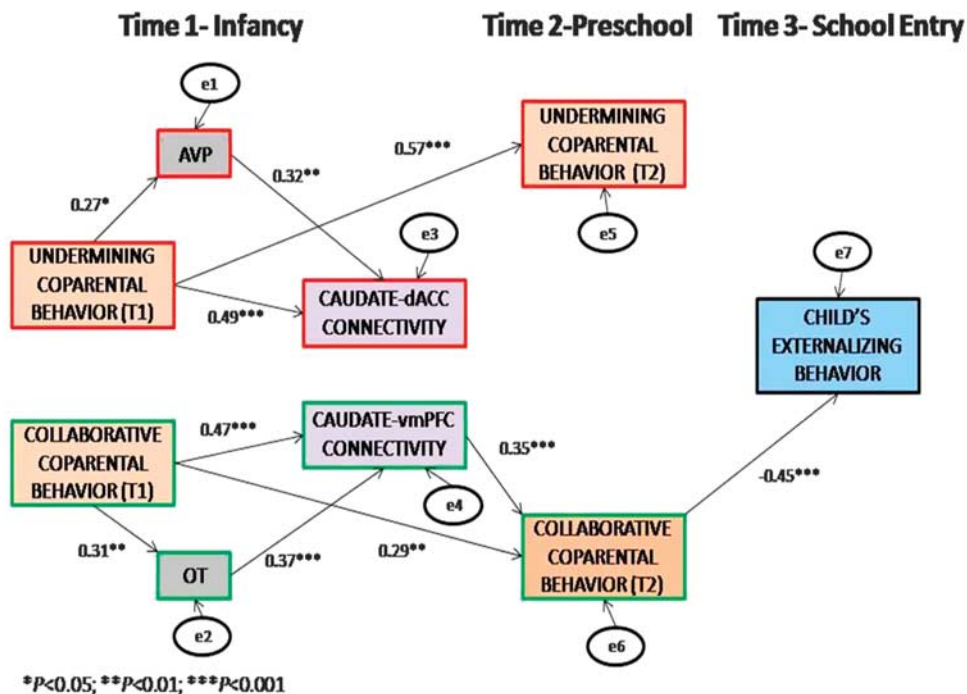 Time 1- Infancy
Time 2-Preschool
Time 3- School Entry
e1
AVP
0.27*
0.32**
0.57***
UNDERMINING
COPARENTAL
BEHAVIOR (T2)
e5
e3
UNDERMINING
COPARENTAL
BEHAVIOR (T1)
0.49***
CAUDATE-dACC
CONNECTIVITY
e7
CHILD'S
EXTERNALIZING
BEHAVIOR
COLLABORATIVE
COPARENTAL
BEHAVIOR (T1)
0.47***
CAUDATE-vmPFC
CONNECTIVITY
0.35***
e4
-0.45***
0.31**
OT
0.37***
0.29**
COLLABORATIVE
COPARENTAL
BEHAVIOR (T2)
e2
e6
*P<0.05; **P<0.01; ***P<0.001